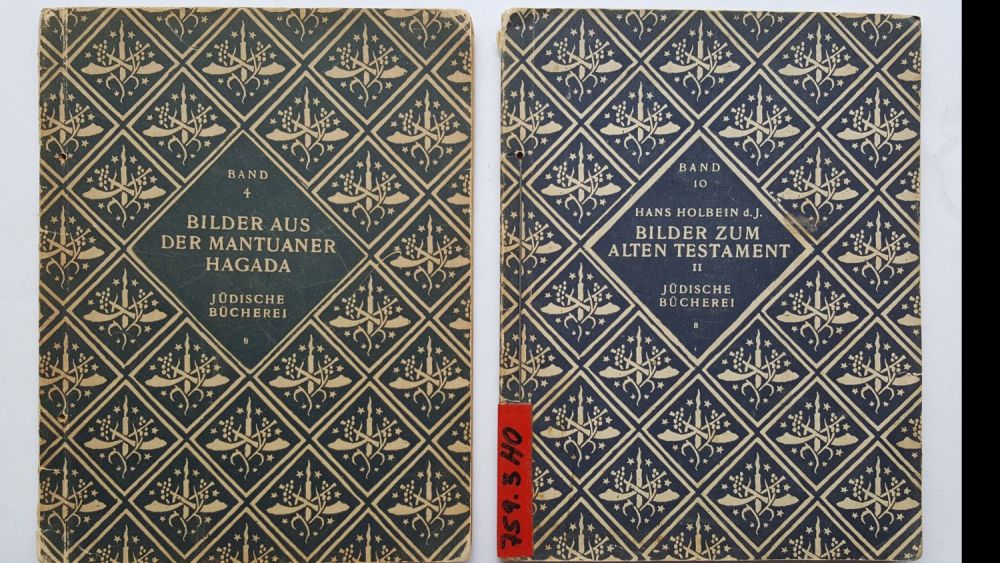 BAND
4
BILDER AUS
DER MANTUANER
HAGADA
JÜDISCHE
BÜCHEREI
BAND
10
HANS HOLBEIN d. J.
BILDER ZUM
ALTEN TESTAMENT
II
JÜDISCHE
BÜCHEREI
B
759.3 HO